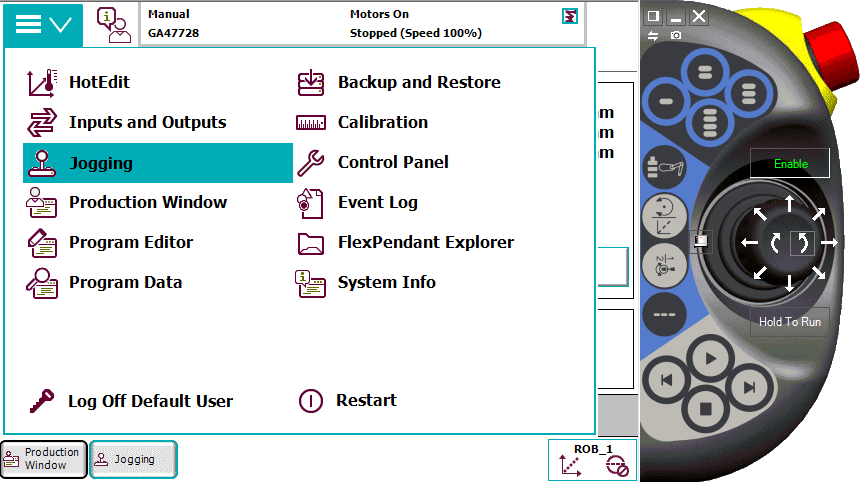 Manual
GA47728
Motors On
Stopped (Speed 100%)
HotEdit
Inputs and Outputs
Jogging
Production Window
Program Editor
Program Data
Backup and Restore
Calibration
Control Panel
Event Log
FlexPendant Explorer
System Info
Log Off Default User
Restart
m
m
m
Production
Window
Jogging
ROB_1
Enable
Hold To Run